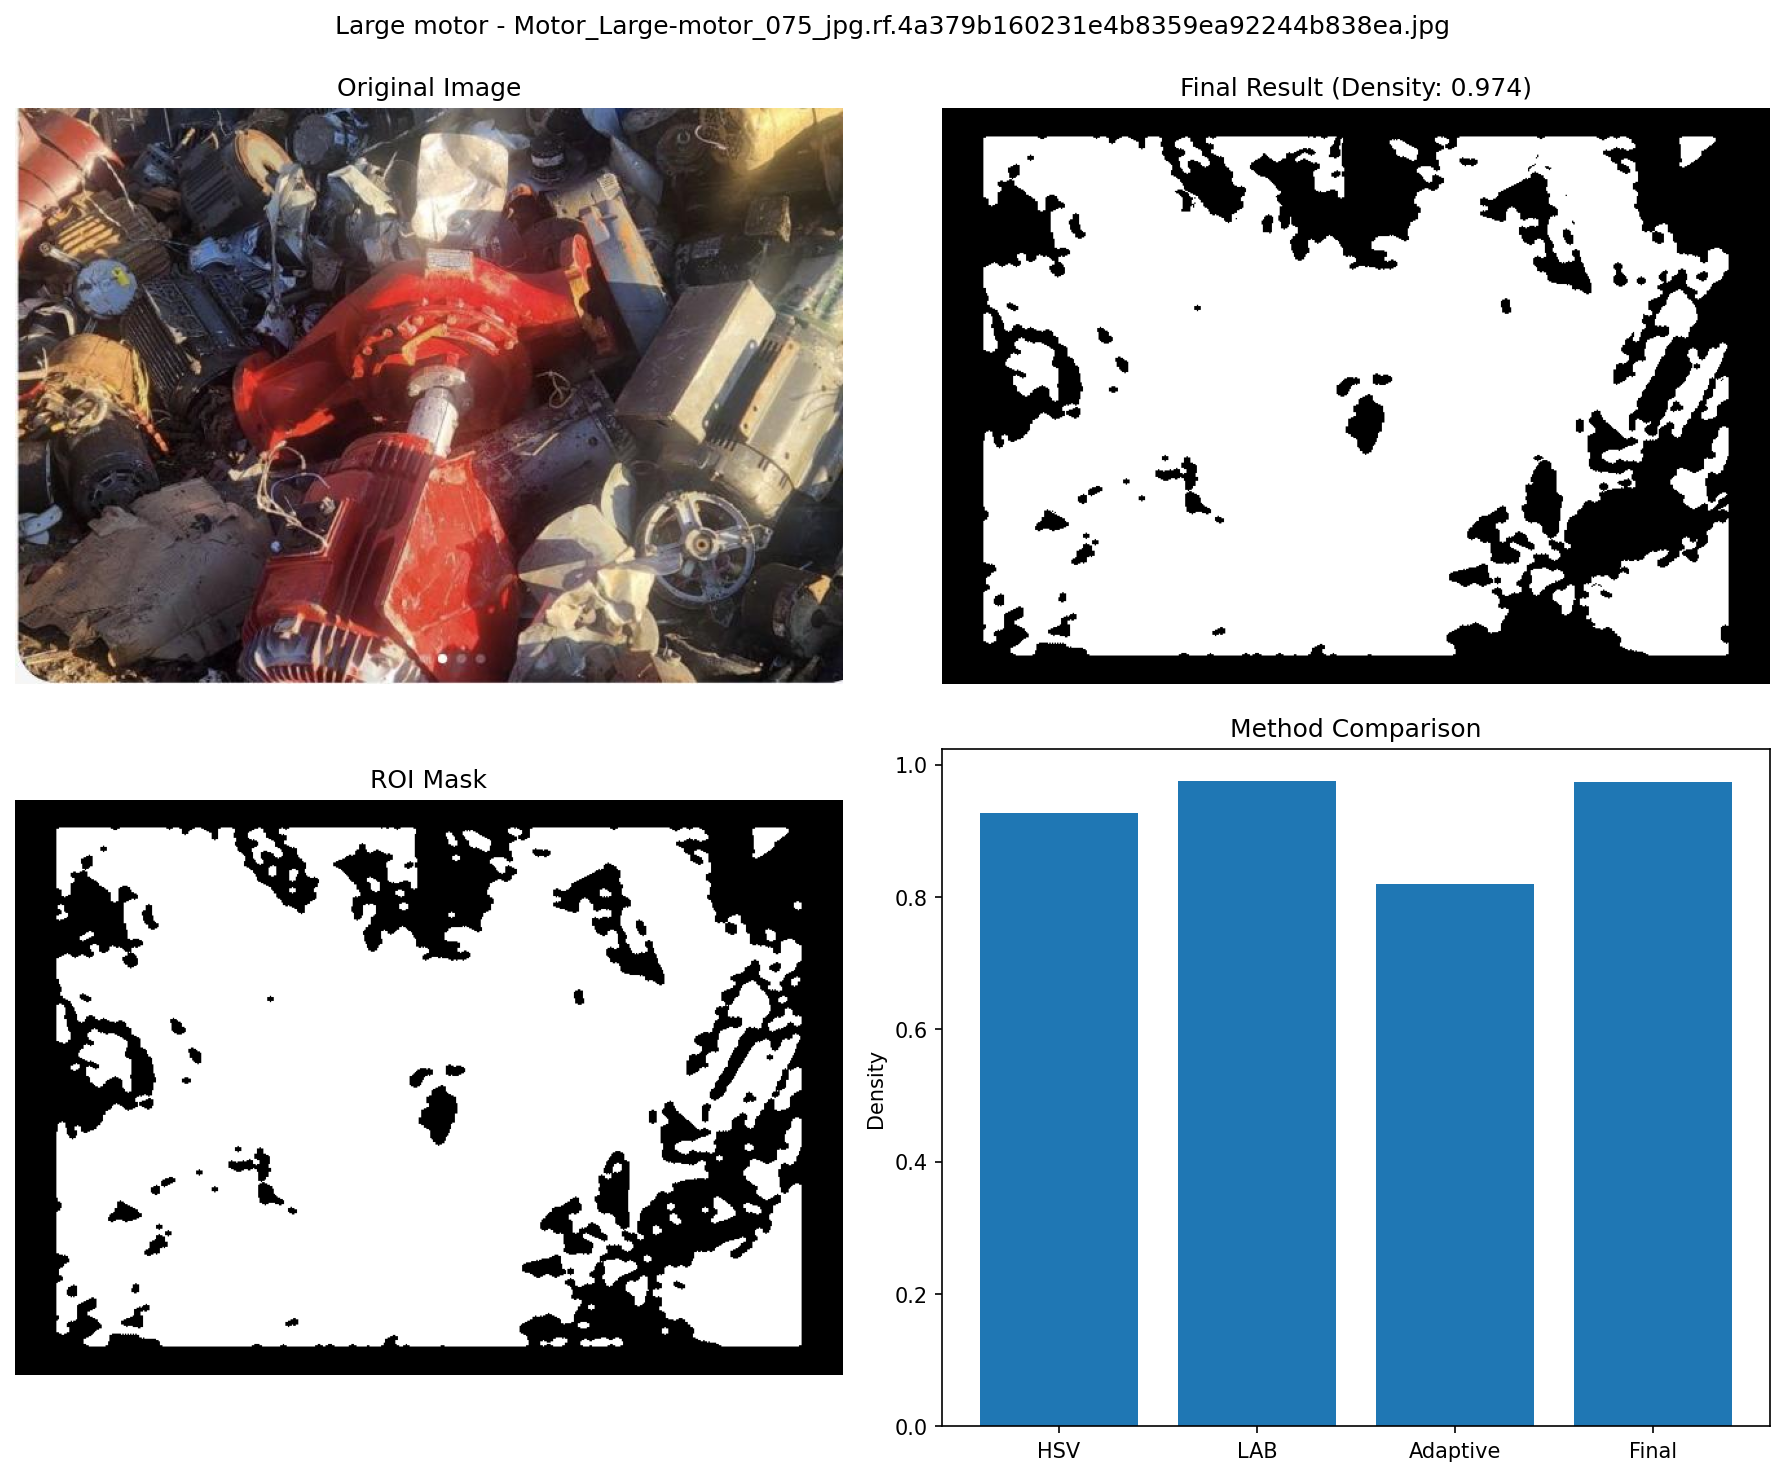 Large motor - Motor_Large-motor_075_jpg.rf.4a379b160231e4b8359ea92244b838ea.jpg
Original Image
Final Result (Density: 0.974)
ROI Mask
Method Comparison
Density
1.0
0.8
0.6
0.4
0.2
0.0
HSV
LAB
Adaptive
Final